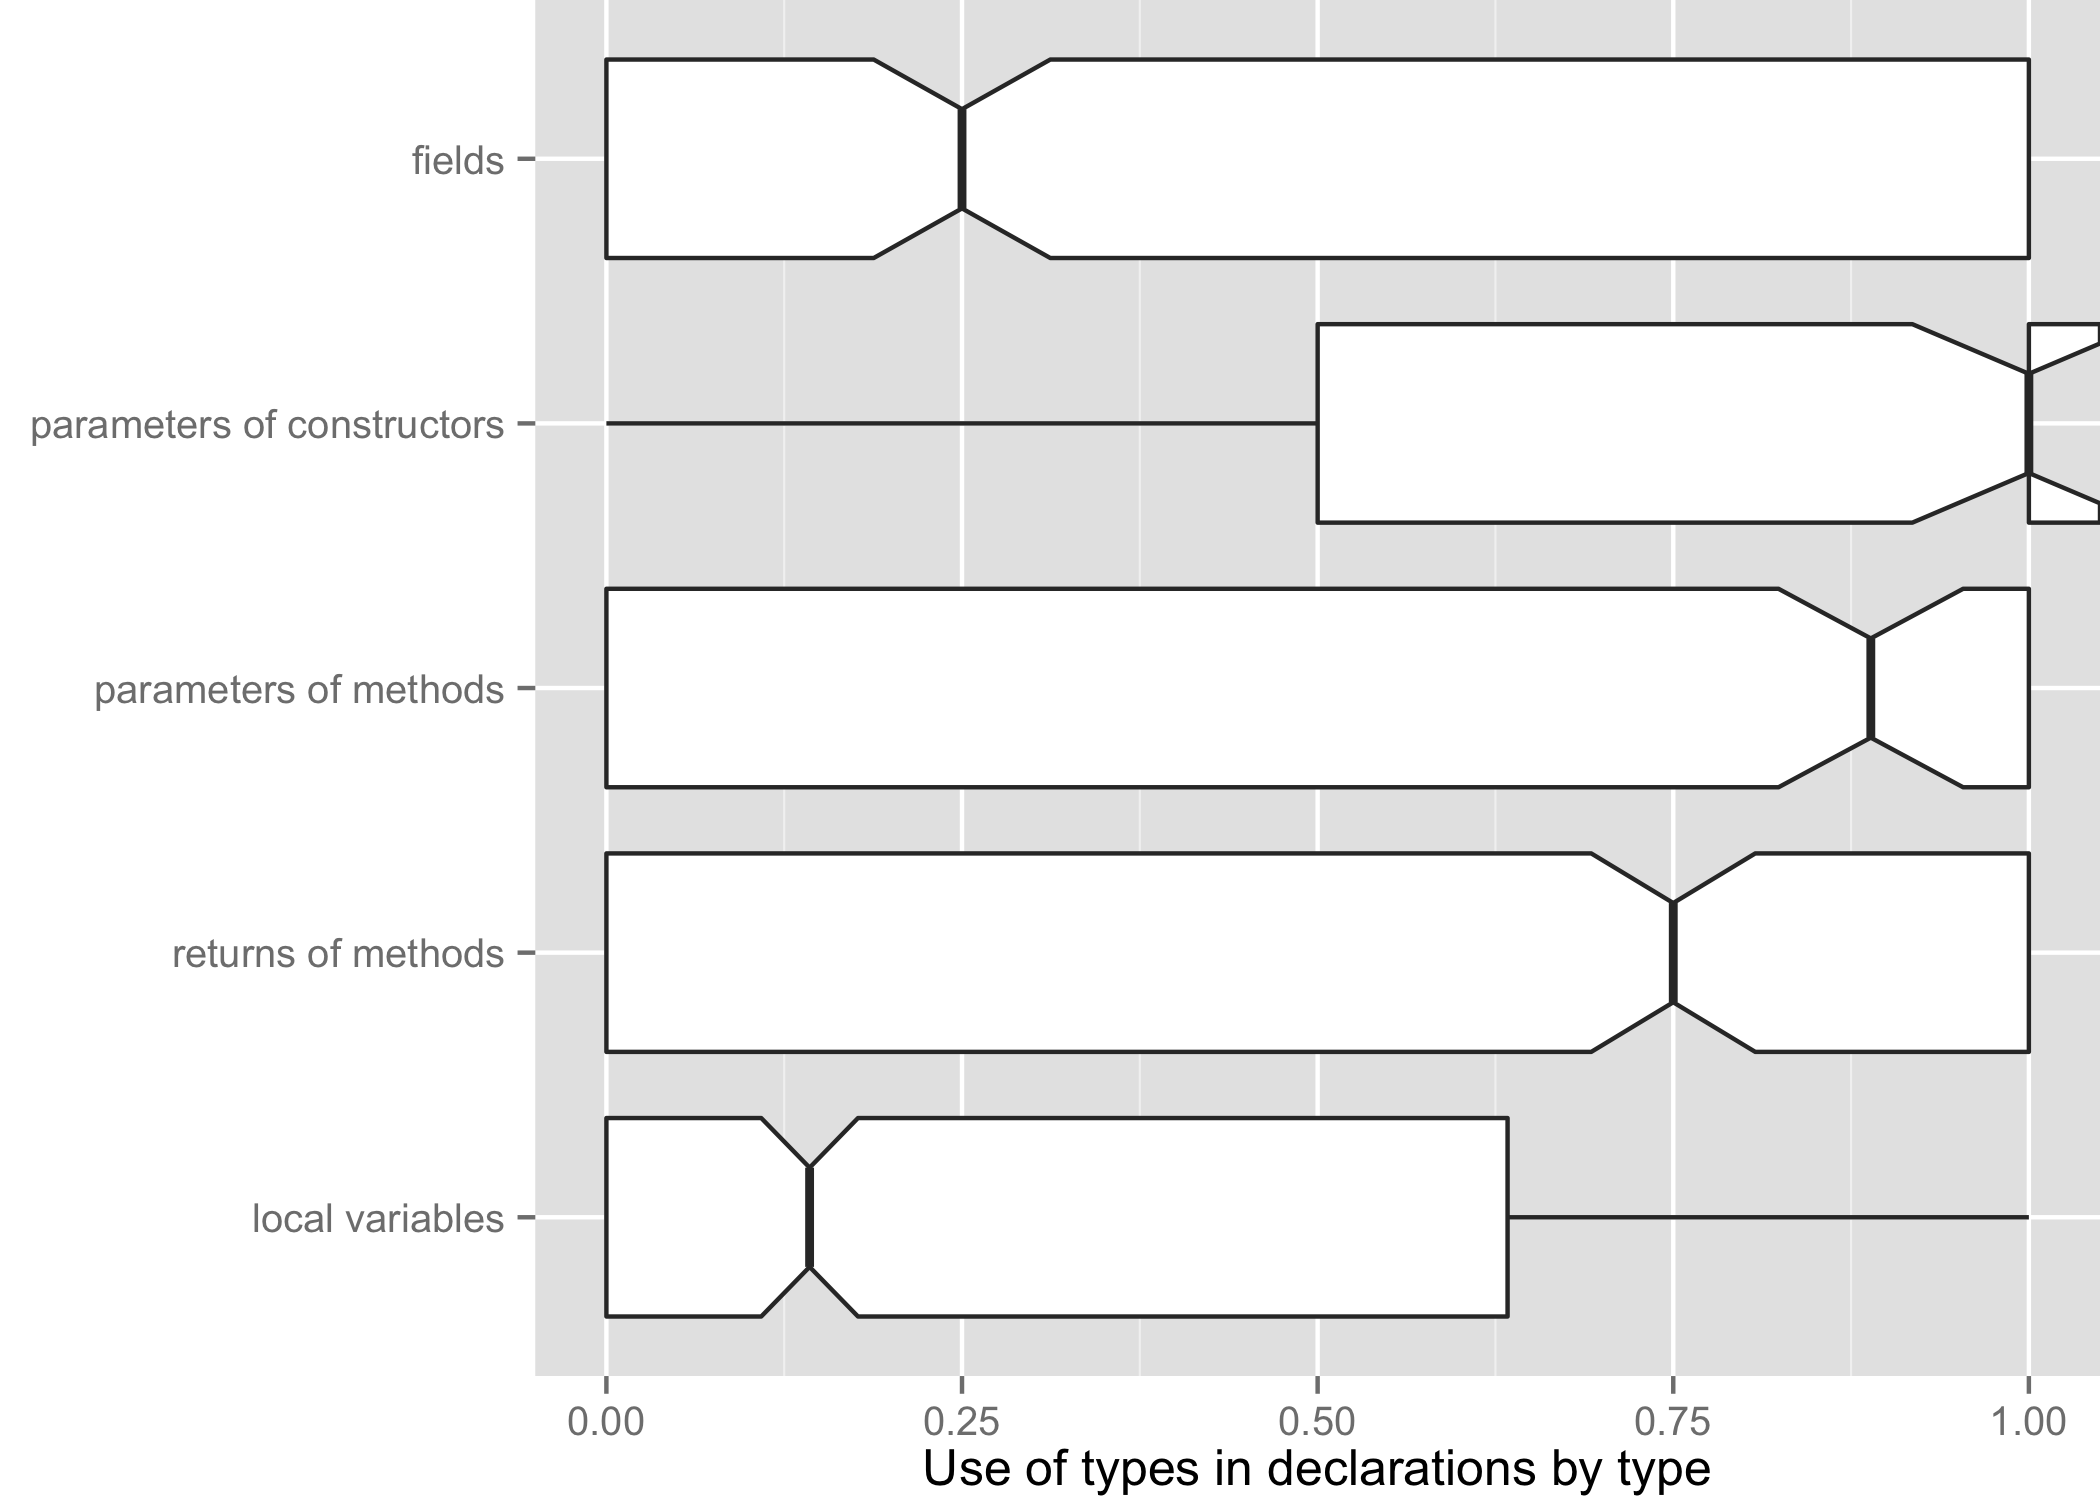 fields
parameters of constructors
parameters of methods
returns of methods
local variables
0.00 0.25 0.50 0.75 1.00
Use of types in declarations by type